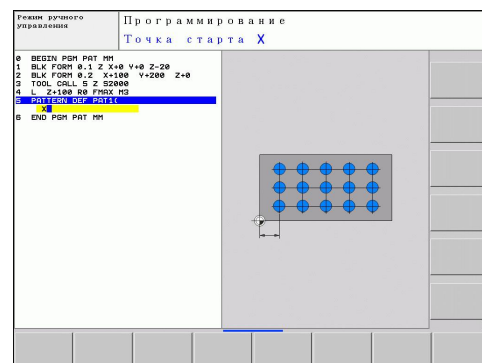 Режим ручного
управления
Программирование
Точка старта X
0 BEGIN PGM PAT MM
1 BLK FORM 0.1 Z X+0 Y+0 Z-20
2 BLK FORM 0.2 X+100 Y+200 Z+0
3 TOOL CALL 5 Z S2000
4 L Z+100 R0 FMAX M3
5 PATTERN DEF PAT1(
X
6 END PGM PAT MM